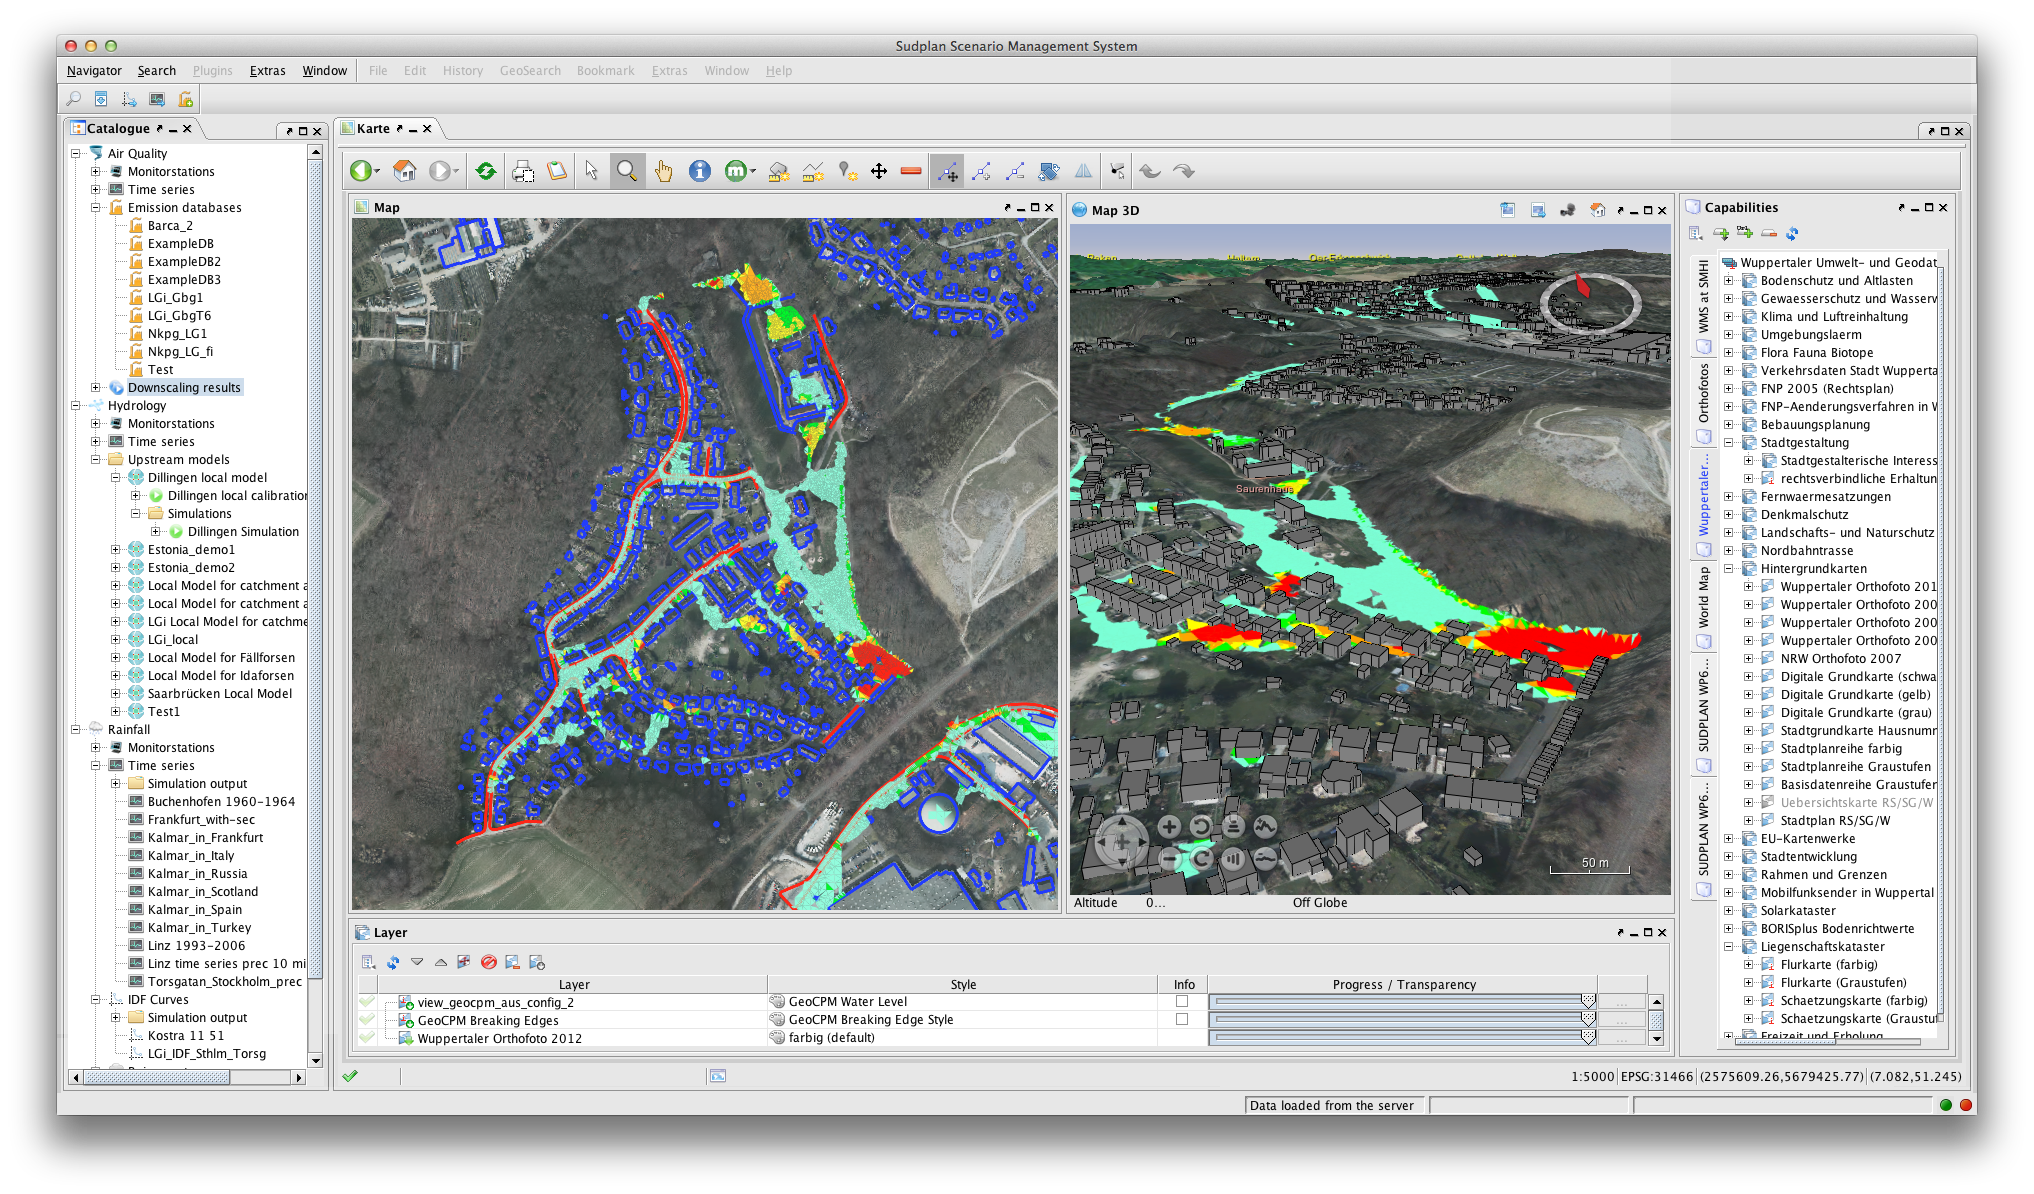 Sudplan Scenario Management System
Navigator Search Plugins Extras Window File Edit History GeoSearch Bookmark Extras Window Help
Catalogue
Air Quality
Monitorstations
Time series
Emission databases
Barca_2
ExampleDB
ExampleDB2
ExampleDB3
LGi_Gbg1
LGi_GbgT6
Nkpg_LG1
Nkpg_LG_fi
Test
Downscaling results
Hydrology
Monitorstations
Time series
Upstream models
Dillingen local model
Dillingen local calibration
Simulations
Dillingen Simulation
Estonia_demo1
Estonia_demo2
Local Model for catchment a
Local Model for catchment a
LGi Local Model for catchme
LGi_local
Local Model for Fällforsen
Local Model for Idaforsen
Saarbrücken Local Model
Test1
Rainfall
Monitorstations
Time series
Simulation output
Buchenhofen 1960-1964
Frankfurt_with-sec
Kalmar_in_Frankfurt
Kalmar_in_Italy
Kalmar_in_Russia
Kalmar_in_Scotland
Kalmar_in_Spain
Kalmar_in_Turkey
Linz 1993-2006
Linz time series prec 10 mi
Torsgatan_Stockholm_prec
IDF Curves
Simulation output
Kostra 11 51
LGi_IDF_Sthlm_Torsg
Karte
Map
Map 3D
Saurenhaus
50 m
Altitude 0... Off Globe
Layer
Layer Style Info Progress / Transparency
view_geocpm_aus_config_2 GeoCPM Water Level
GeoCPM Breaking Edges GeoCPM Breaking Edge Style
Wuppertaler Orthofoto 2012 farbig (default)
Capabilities
WMS at SMHI
Orthofotos
Wuppertaler...
World Map
SUDPLAN WP6...
SUDPLAN WP6...
Wuppertaler Umwelt- und Geodat
Bodenschutz und Altlasten
Gewaesserschutz und Wasserv
Klima und Luftreinhaltung
Umgebungslaerm
Flora Fauna Biotope
Verkehrsdaten Stadt Wupperta
FNP 2005 (Rechtsplan)
FNP-Aenderungsverfahren in W
Bebauungsplanung
Stadtgestaltung
Stadtgestalterische Interess
rechtsverbindliche Erhaltun
Fernwaermesatzungen
Denkmalschutz
Landschafts- und Naturschutz
Nordbahntrasse
Hintergrundkarten
Wuppertaler Orthofoto 201
Wuppertaler Orthofoto 200
Wuppertaler Orthofoto 200
Wuppertaler Orthofoto 200
NRW Orthofoto 2007
Digitale Grundkarte (schwa
Digitale Grundkarte (gelb)
Digitale Grundkarte (grau)
Stadtgrundkarte Hausnumr
Stadtplanreihe farbig
Stadtplanreihe Graustufen
Basisdatenreihe Graustufer
Uebersichtskarte RS/SG/W
Stadtplan RS/SG/W
EU-Kartenwerke
Stadtentwicklung
Rahmen und Grenzen
Mobilfunksender in Wuppertal
Solarkataster
BORISplus Bodenrichtwerte
Liegenschaftskataster
Flurkarte (farbig)
Flurkarte (Graustufen)
Schaetzungskarte (farbig)
Schaetzungskarte (Graustuf
Freizeit und Erholung
1:5000 EPSG:31466 (2575609.26,5679425.77) (7.082,51.245)
Data loaded from the server